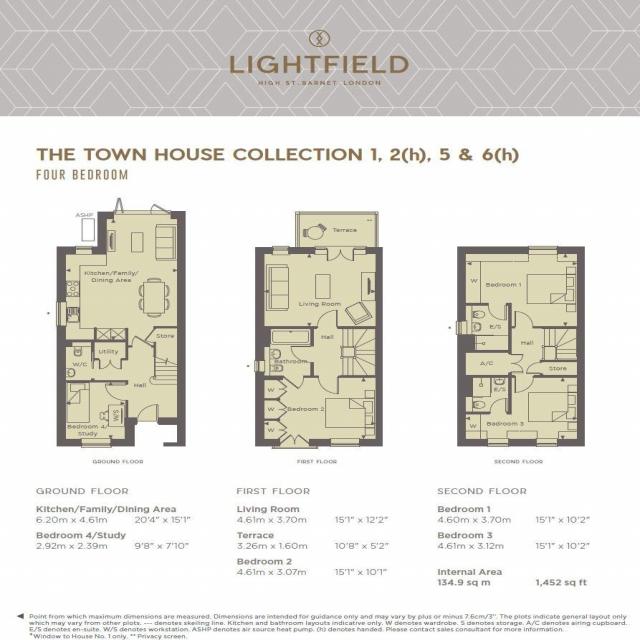 LIGHTFIELD
HIGH ST. BARNET LONDON
THE TOWN HOUSE COLLECTION 1, 2(h), 5 & 6(h)
FOUR BEDROOM
ASHP
Kitchen/Family/
Dining Area
Store
Utility
W/C
Hall
Bedroom 4/
Study
W/S
GROUND FLOOR
Terrace
**
Living Room
Hall
Bathroom
W
W
Bedroom 2
W
FIRST FLOOR
W
Bedroom 1
E/S
Hall
A/C
Store
E/S
W
Bedroom 3
SECOND FLOOR
GROUND FLOOR
Kitchen/Family/Dining Area
6.20m x 4.61m 20'4" x 15'1"
Bedroom 4/Study
2.92m x 2.39m 9'8" x 7'10"
FIRST FLOOR
Living Room
4.61m x 3.70m 15'1" x 12'2"
Terrace
3.26m x 1.60m 10'8" x 5'2"
Bedroom 2
4.61m x 3.07m 15'1" x 10'1"
SECOND FLOOR
Bedroom 1
4.60m x 3.70m 15'1" x 10'2"
Bedroom 3
4.61m x 3.12m 15'1" x 10'2"
Internal Area
134.9 sq m 1,452 sq ft
Point from which maximum dimensions are measured. Dimensions are intended for guidance only and may vary by plus or minus 7.6cm/3". The plots indicate general layout only
which may vary from other plots. ---- denotes skeiling line. Kitchen and bathroom layouts indicative only. W denotes wardrobe. S denotes storage. A/C denotes airing cupboard.
E/S denotes en-suite. W/S denotes workstation. ASHP denotes air source heat pump. (h) denotes handed. Please contact sales consultant for more information.
*Window to House No. 1 only. ** Privacy screen.